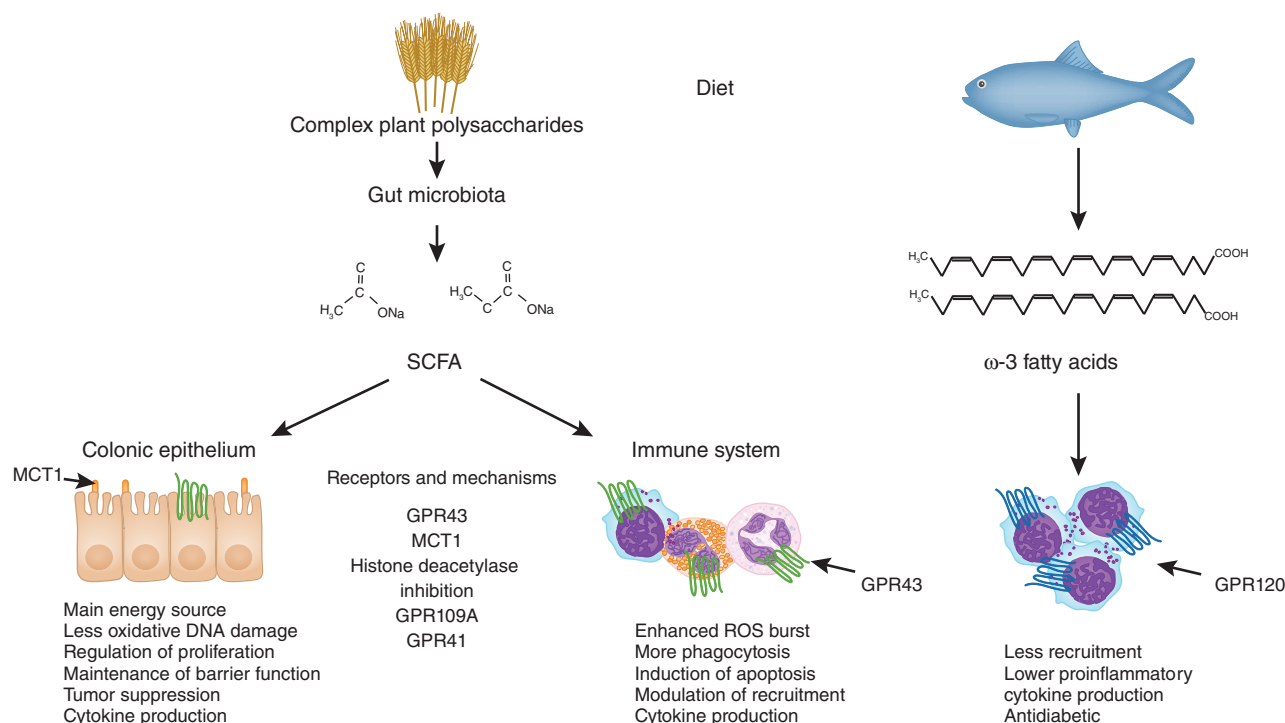 Diet
Complex plant polysaccharides
Gut microbiota
C
C
H₃C
ONa
C
H₃C
C
C
ONa
SCFA
H₃C
COOH
H₃C
COOH
ω-3 fatty acids
Colonic epithelium
MCT1
Main energy source
Less oxidative DNA damage
Regulation of proliferation
Maintenance of barrier function
Tumor suppression
Cytokine production
Receptors and mechanisms
GPR43
MCT1
Histone deacetylase
inhibition
GPR109A
GPR41
Immune system
GPR43
Enhanced ROS burst
More phagocytosis
Induction of apoptosis
Modulation of recruitment
Cytokine production
GPR120
Less recruitment
Lower proinflammatory
cytokine production
Antidiabetic